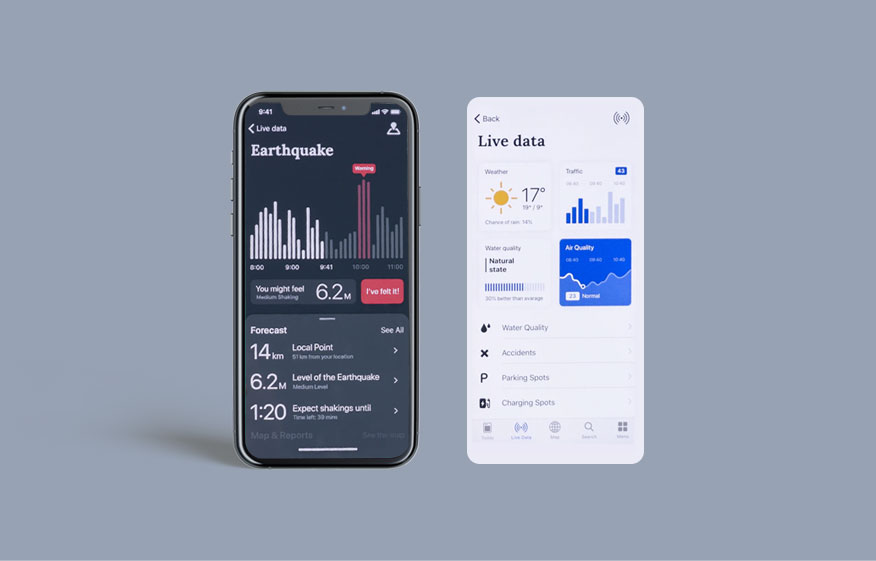 9:41
Live data
Earthquake
Warning
8:00 9:00 9:41 10:00 11:00
You might feel
Medium Shaking
6.2M
I've felt it!
Forecast See All
14km
Local Point
51 km from your location
6.2M
Level of the Earthquake
Medium Level
1:20
Expect shakings until
Time left: 39 mins
Map & Reports See the map
Back
Live data
Weather
17°
19° / 9°
Chance of rain: 14%
Traffic 43
08:40 09:40 10:40
Water quality
Natural
state
30% better than average
Air Quality
08:40 09:40 10:40
23 Normal
Water Quality
Accidents
P
Parking Spots
Charging Spots
Live Data Map Search Menu